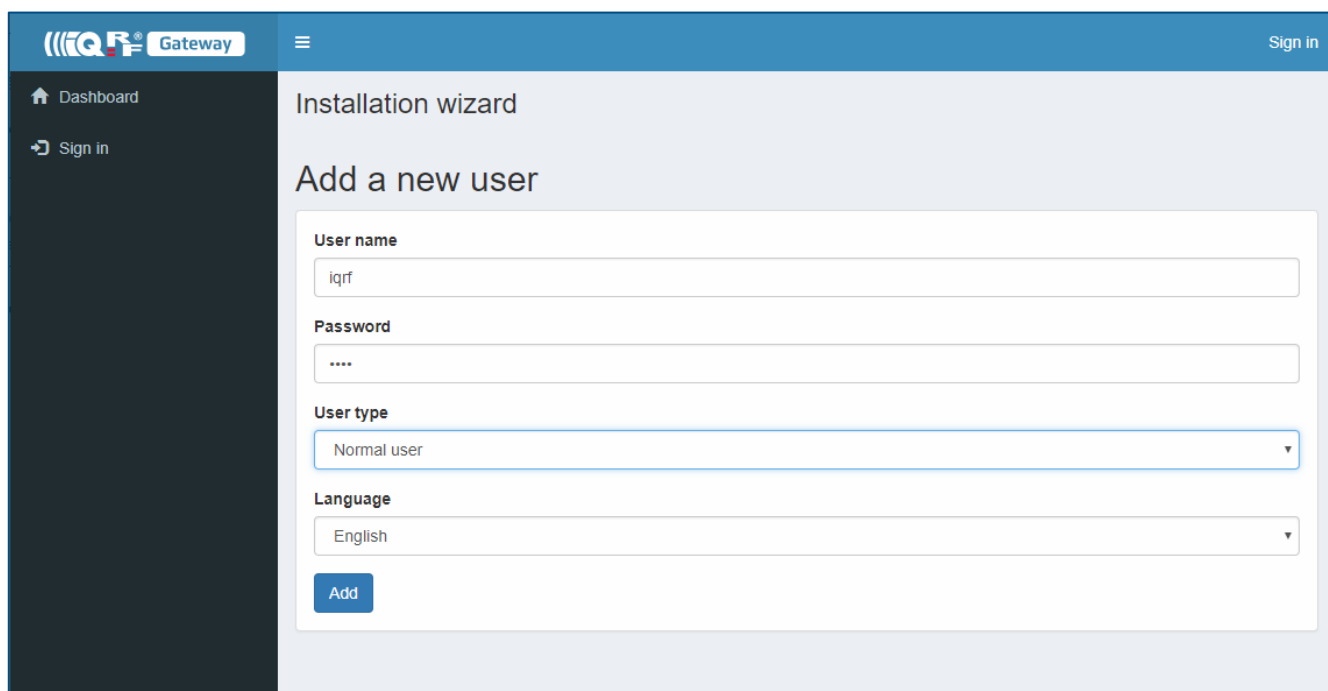 IQRF® Gateway
Sign in
Dashboard
Installation wizard
Sign in
Add a new user
User name
iqrf
Password
••••
User type
Normal user
Language
English
Add